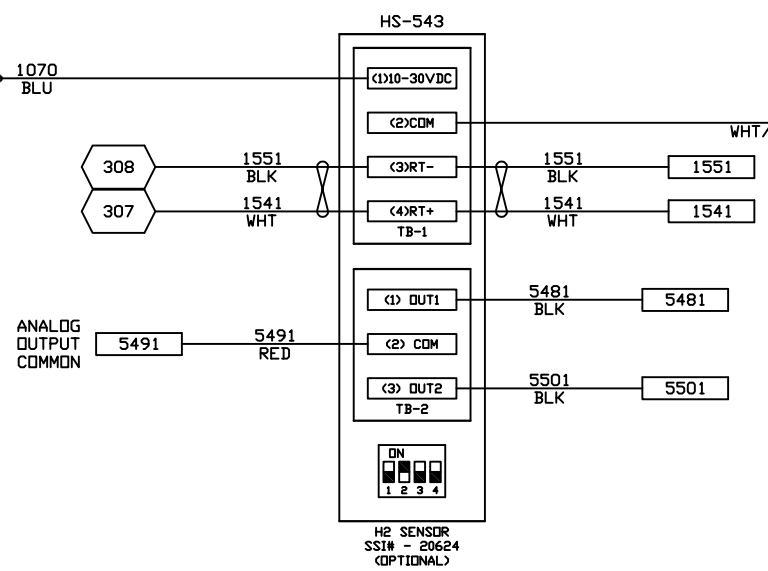 HS-543
1070
BLU
(1)10-30VDC
(2)COM
WHT/
308
1551
BLK
(3)RT-
1551
BLK
1551
307
1541
WHT
(4)RT+
1541
WHT
1541
TB-1
(1) OUT1
5481
BLK
5481
ANALOG
OUTPUT
COMMON
5491
5491
RED
(2) COM
(3) OUT2
5501
BLK
5501
TB-2
ON
1 2 3 4
H2 SENSOR
SSI# - 20624
(OPTIONAL)